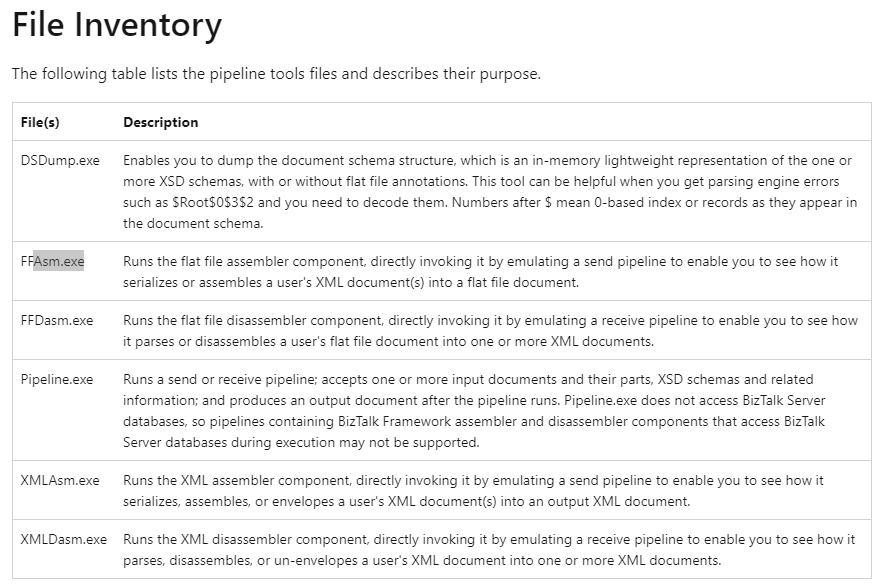 File Inventory
The following table lists the pipeline tools files and describes their purpose.
File(s) Description
DSDump.exe Enables you to dump the document schema structure, which is an in-memory lightweight representation of the one or
more XSD schemas, with or without flat file annotations. This tool can be helpful when you get parsing engine errors
such as $Root$0$3$2 and you need to decode them. Numbers after $ mean 0-based index or records as they appear in
the document schema.
FFAsm.exe Runs the flat file assembler component, directly invoking it by emulating a send pipeline to enable you to see how it
serializes or assembles a user's XML document(s) into a flat file document.
FFDasm.exe Runs the flat file disassembler component, directly invoking it by emulating a receive pipeline to enable you to see how
it parses or disassembles a user's flat file document into one or more XML documents.
Pipeline.exe Runs a send or receive pipeline; accepts one or more input documents and their parts, XSD schemas and related
information; and produces an output document after the pipeline runs. Pipeline.exe does not access BizTalk Server
databases, so pipelines containing BizTalk Framework assembler and disassembler components that access BizTalk
Server databases during execution may not be supported.
XMLAsm.exe Runs the XML assembler component, directly invoking it by emulating a send pipeline to enable you to see how it
serializes, assembles, or envelopes a user's XML document(s) into an output XML document.
XMLDasm.exe Runs the XML disassembler component, directly invoking it by emulating a receive pipeline to enable you to see how it
parses, disassembles, or un-envelopes a user's XML document into one or more XML documents.